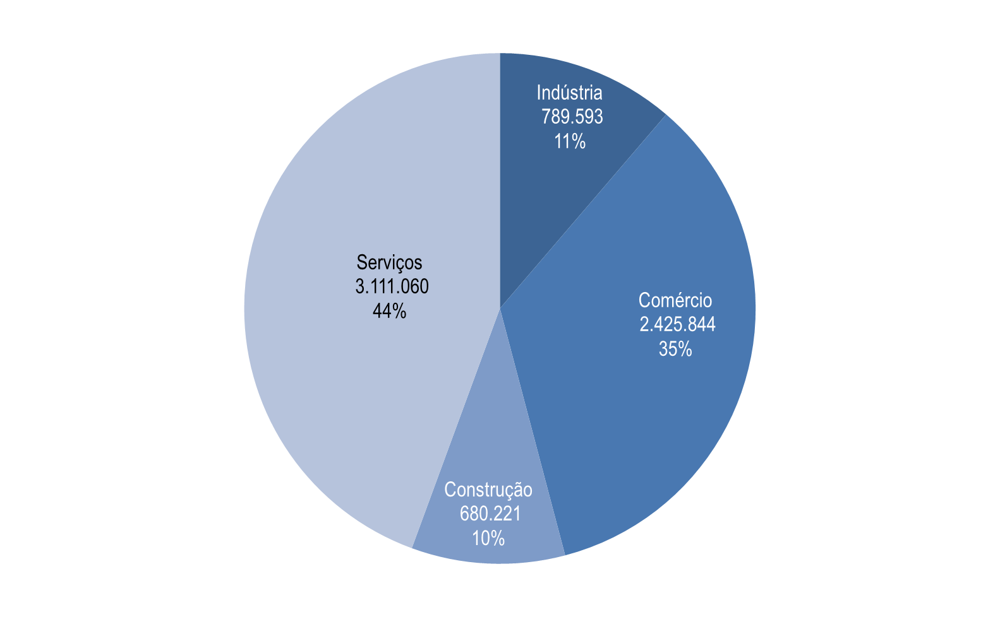 Indústria
789.593
11%
Comércio
2.425.844
35%
Serviços
3.111.060
44%
Construção
680.221
10%